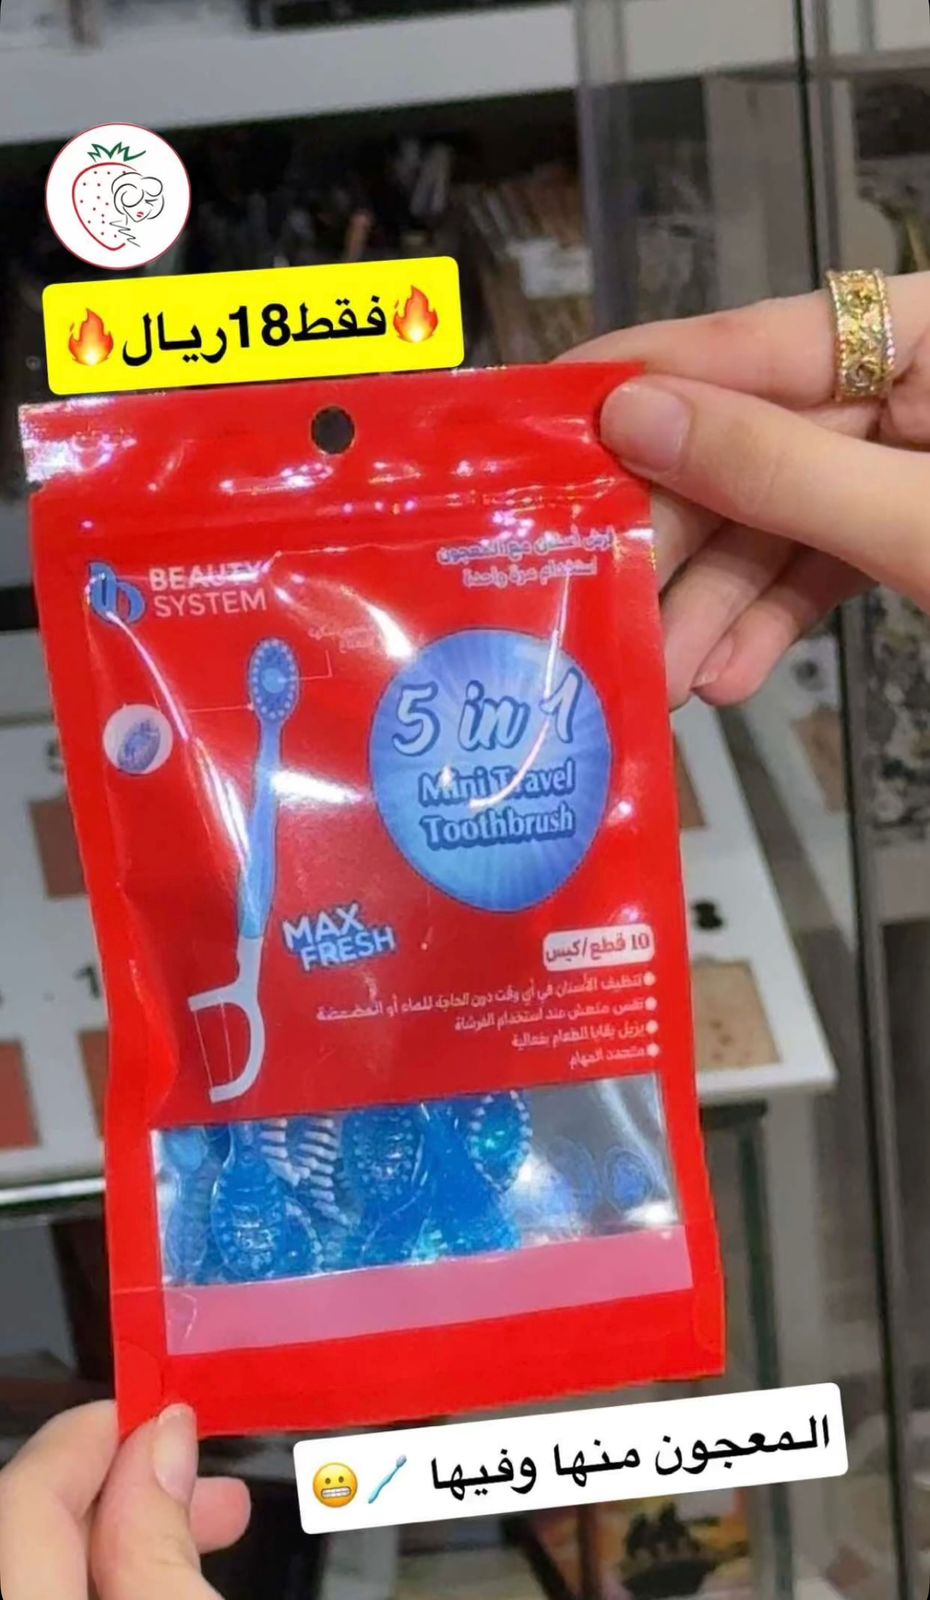 🔥فقط18ريال🔥
BEAUTY
SYSTEM
فرش أسنان مع المعجون
استخدام مرة واحدة
5 in 1
Mini Travel
Toothbrush
MAX
FRESH
10 قطع/كيس
تنظيف الأسنان في أي وقت دون الحاجة للماء أو المضمضة
نفس منعش عند استخدام الفرشاة
يزيل بقايا الطعام بفعالية
متعدد المهام
المعجون منها وفيها 🪥😬